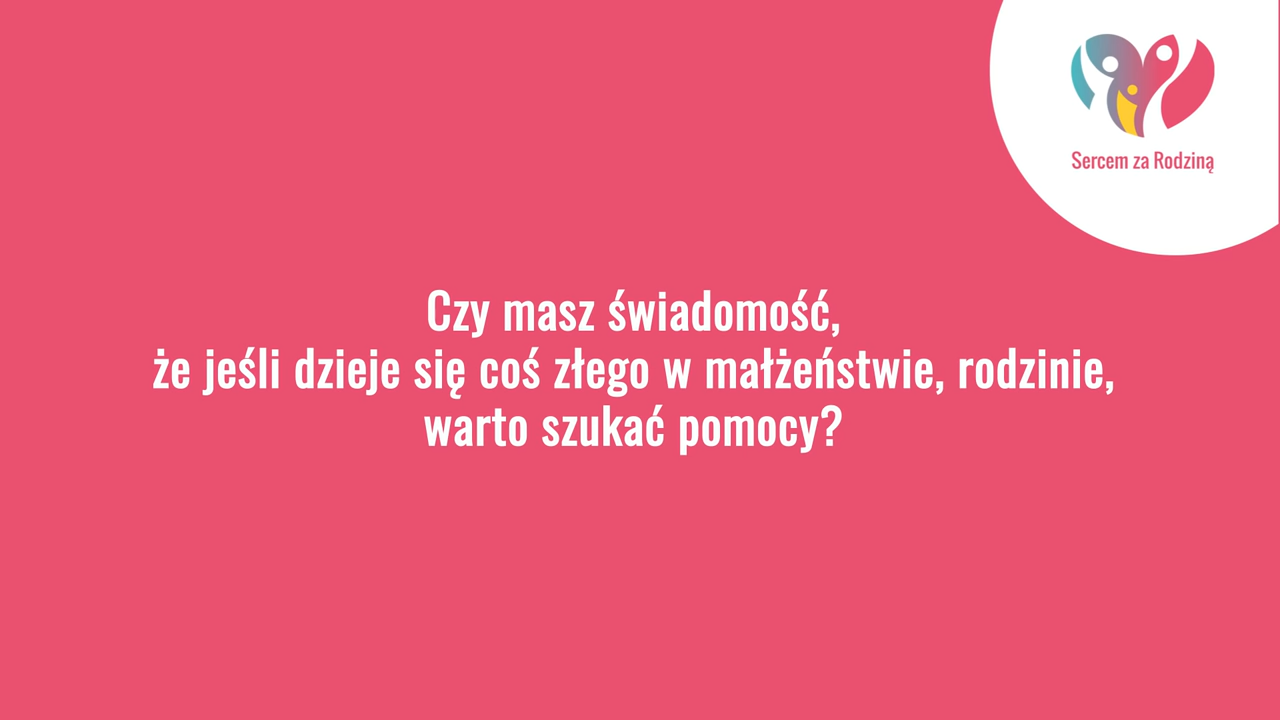 Sercem za Rodziną
Czy masz świadomość,
że jeśli dzieje się coś złego w małżeństwie, rodzinie,
warto szukać pomocy?